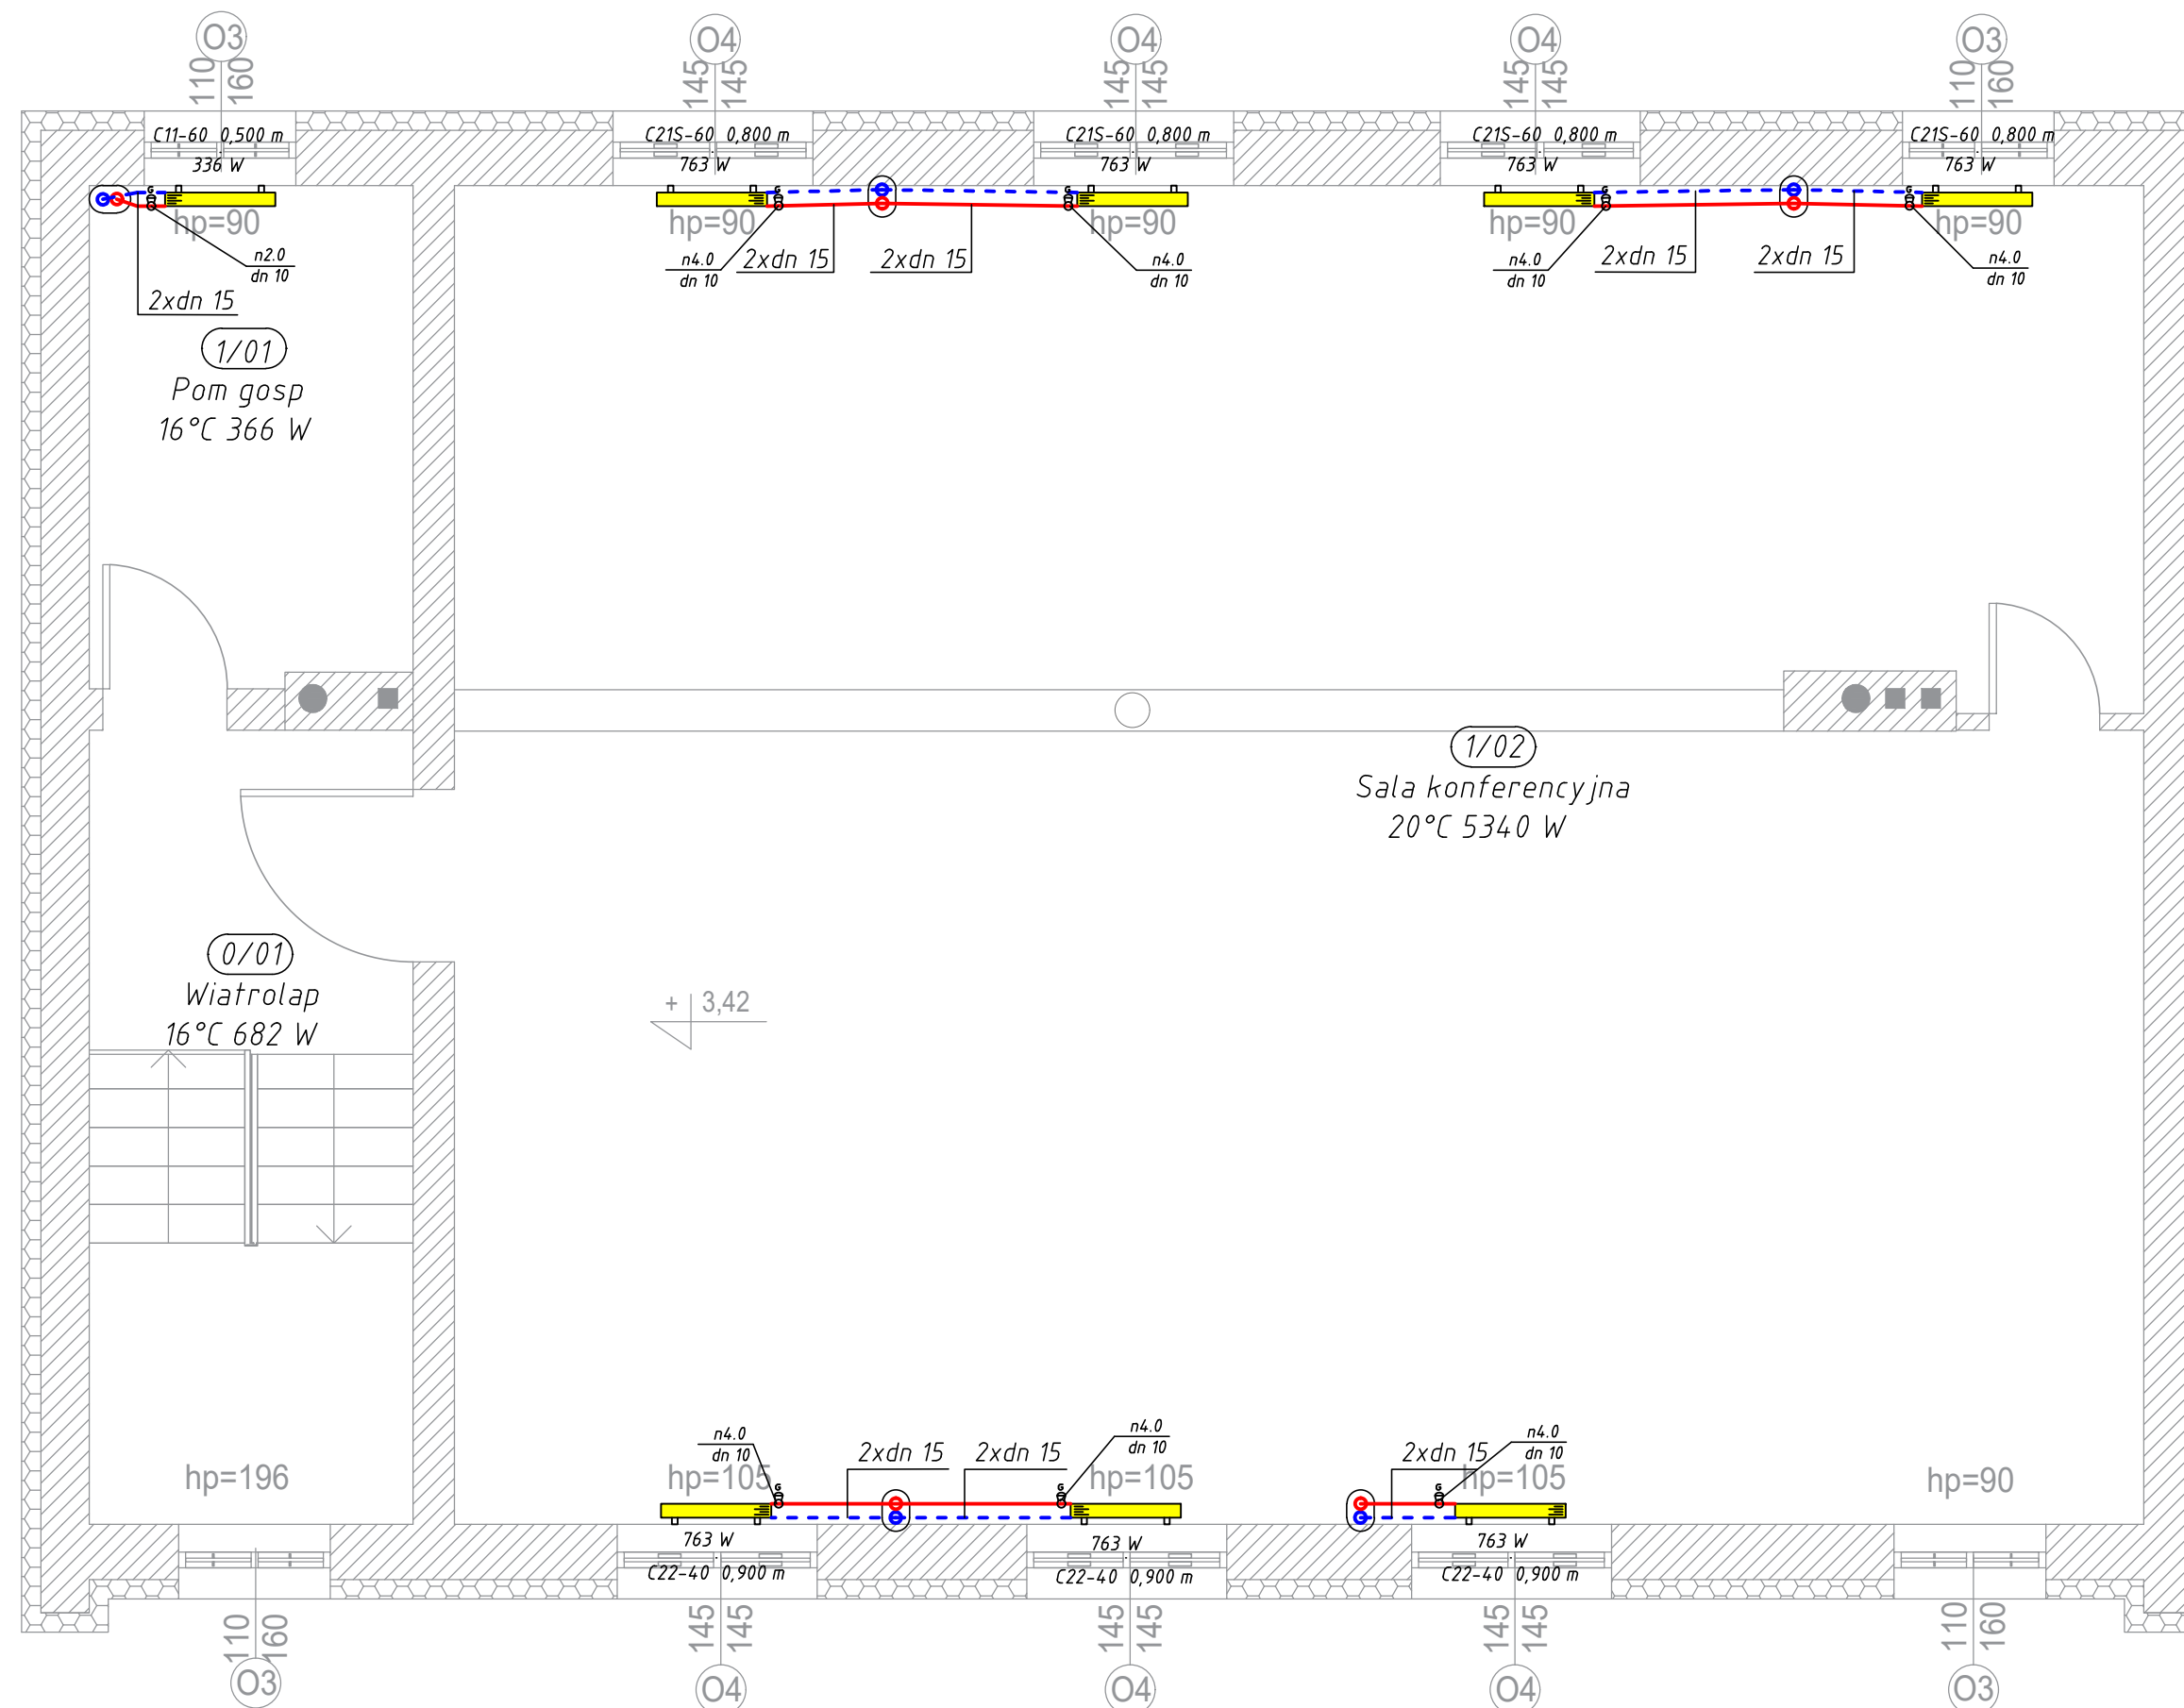 O3
O4
O4
O4
O3
110
160
145
145
145
145
145
145
110
160
C11-60 0,500 m
336 W
C21S-60 0,800 m
763 W
C21S-60 0,800 m
763 W
C21S-60 0,800 m
763 W
C21S-60 0,800 m
763 W
G
G
G
G
G
hp=90
hp=90
hp=90
hp=90
hp=90
n2.0
dn 10
2xdn 15
n4.0
dn 10
2xdn 15
2xdn 15
n4.0
dn 10
n4.0
dn 10
2xdn 15
2xdn 15
n4.0
dn 10
1/01
Pom gosp
16°C 366 W
1/02
Sala konferencyjna
20°C 5340 W
0/01
Wiatrolap
16°C 682 W
+ 3,42
n4.0
dn 10
2xdn 15
2xdn 15
n4.0
dn 10
2xdn 15
n4.0
dn 10
hp=196
hp=105
hp=105
hp=105
hp=90
G
G
G
763 W
C22-40 0,900 m
763 W
C22-40 0,900 m
763 W
C22-40 0,900 m
110
160
145
145
145
145
145
145
110
160
O3
O4
O4
O4
O3